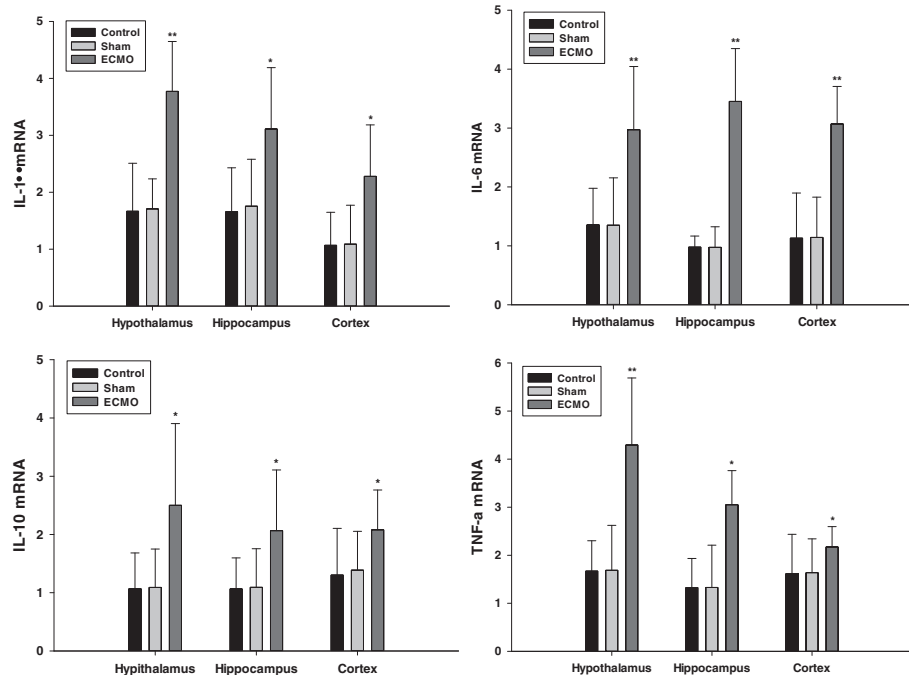 5
4
3
2
1
0
IL-1••mRNA
Control
Sham
ECMO
**
*
*
Hypothalamus Hippocampus Cortex
5
4
3
2
1
0
IL-6 mRNA
Control
Sham
ECMO
**
**
**
Hypothalamus Hippocampus Cortex
5
4
3
2
1
0
IL-10 mRNA
Control
Sham
ECMO
*
*
*
Hypithalamus Hippocampus Cortex
6
5
4
3
2
1
0
TNF-a mRNA
Control
Sham
ECMO
**
*
*
Hypothalamus Hippocampus Cortex